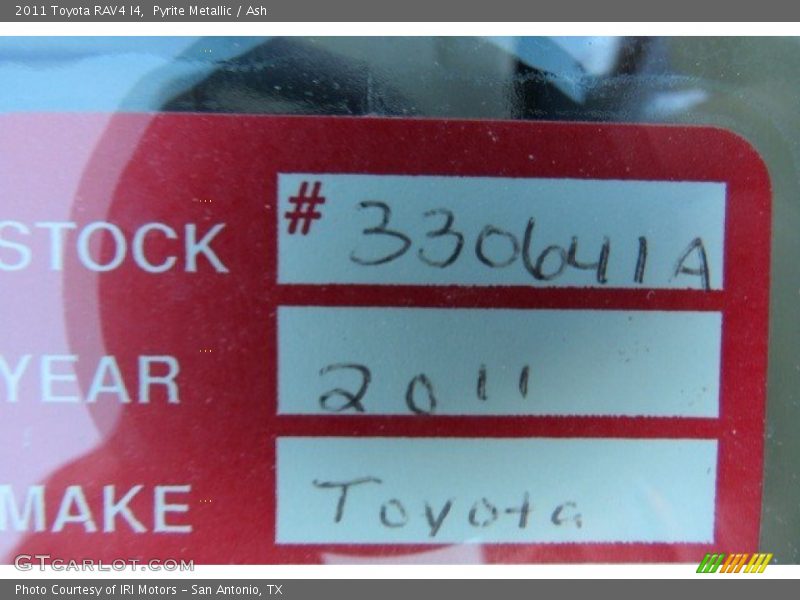 2011 Toyota RAV4 I4, Pyrite Metallic / Ash
STOCK # 330641A
YEAR 2011
MAKE Toyota
GTcarlot.com
Photo Courtesy of IRI Motors - San Antonio, TX